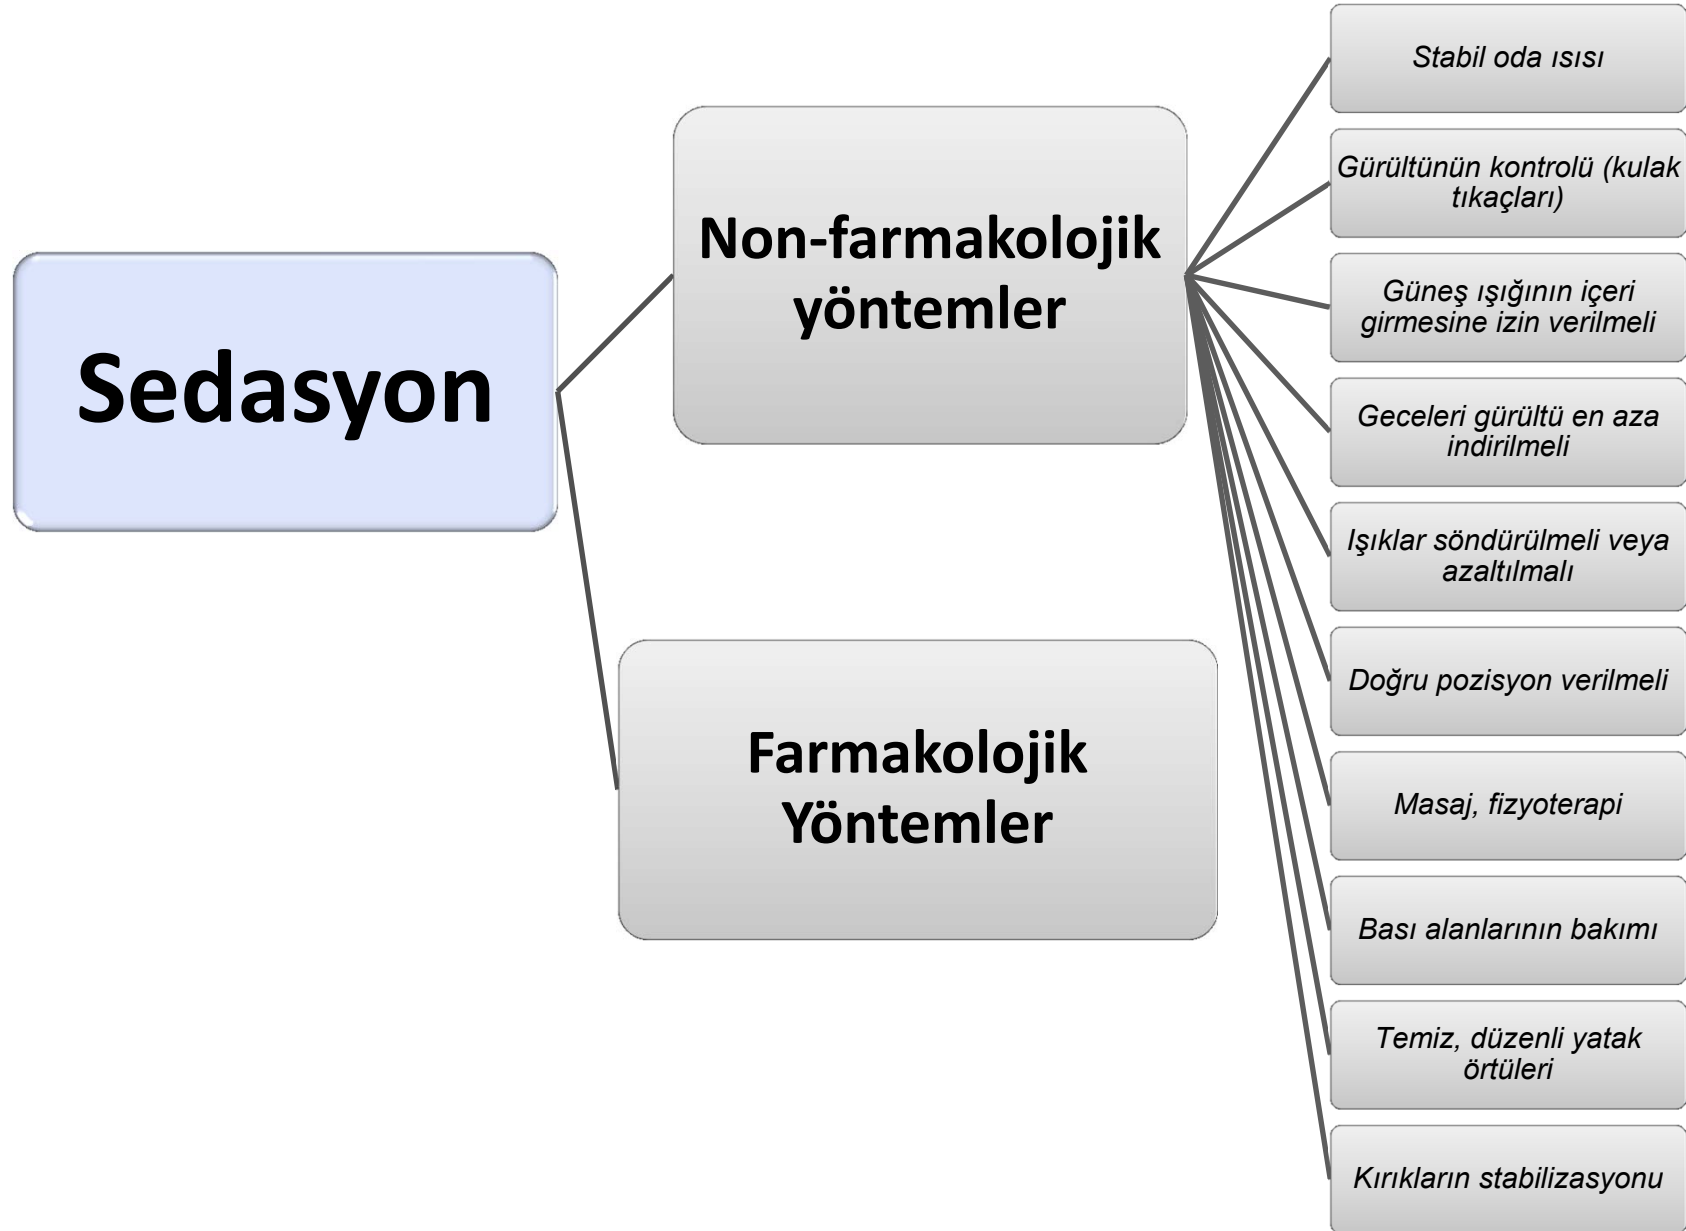 Sedasyon
Non-farmakolojik
yöntemler
Farmakolojik
Yöntemler
Stabil oda ısısı
Gürültünün kontrolü (kulak
tıkaçları)
Güneş ışığının içeri
girmesine izin verilmeli
Geceleri gürültü en aza
indirilmeli
Işıklar söndürülmeli veya
azaltılmalı
Doğru pozisyon verilmeli
Masaj, fizyoterapi
Bası alanlarının bakımı
Temiz, düzenli yatak
örtüleri
Kırıkların stabilizasyonu